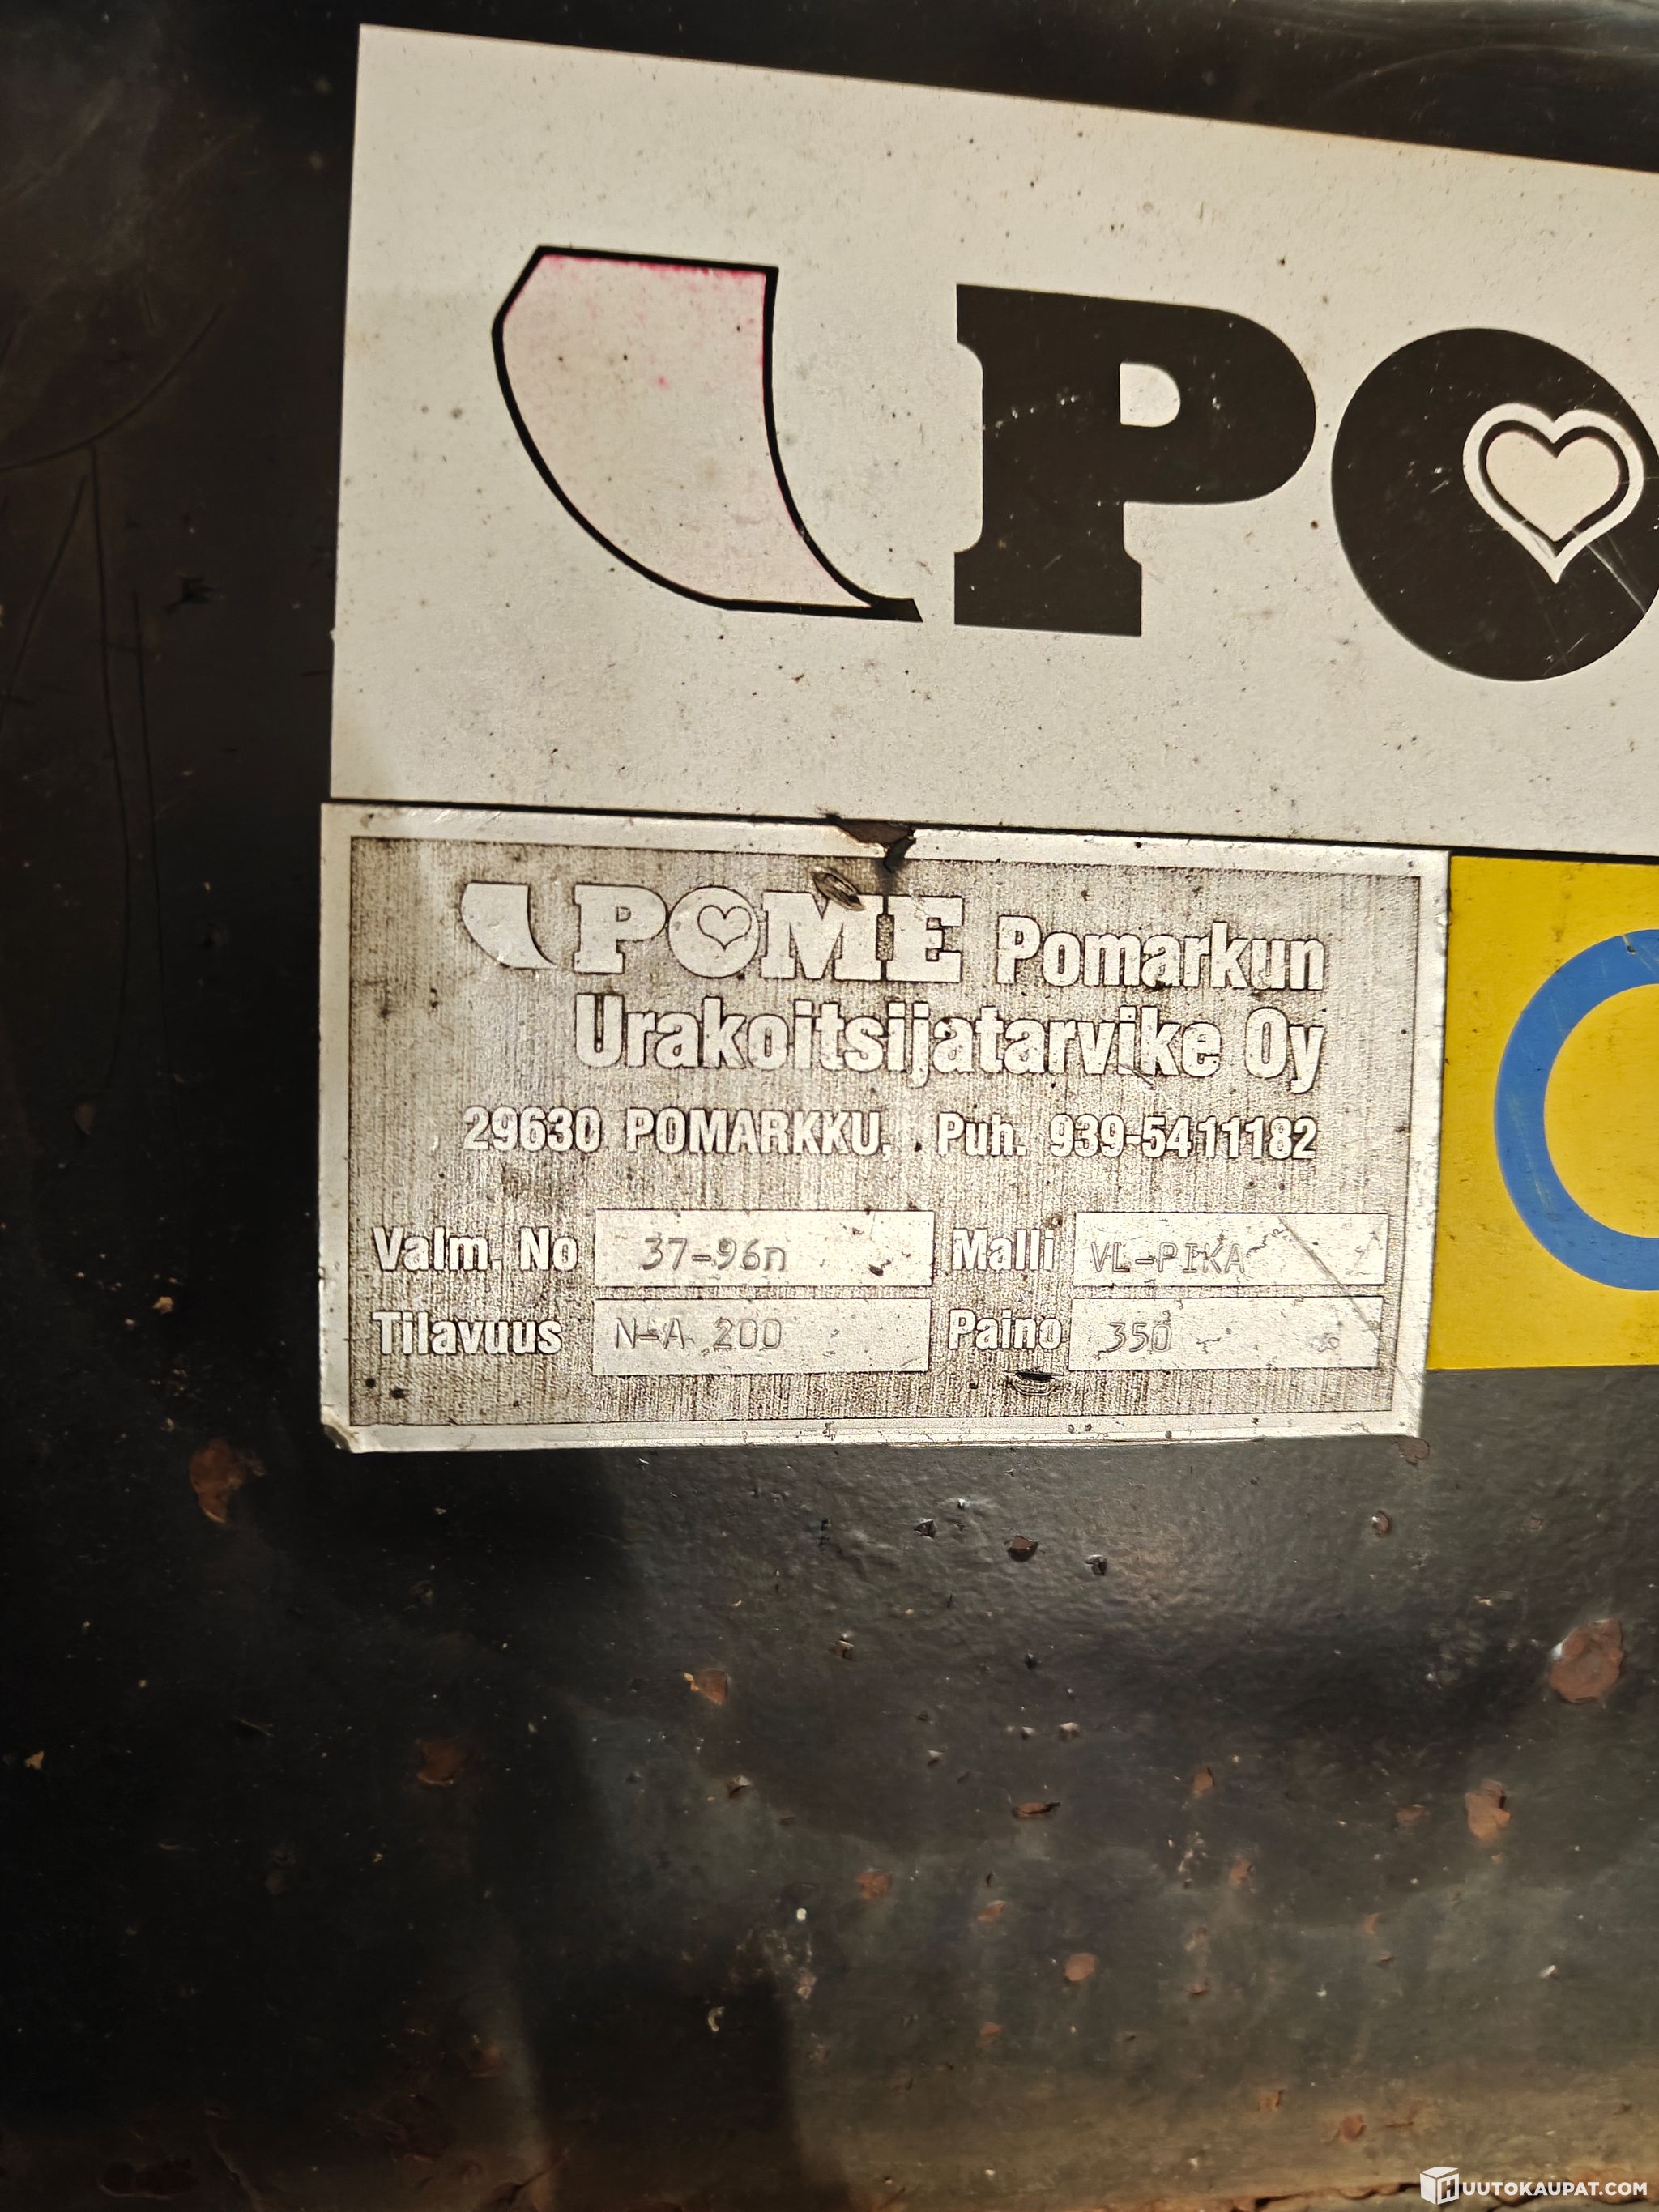 PO
POME Pomarkun
Urakoitsijatarvike Oy
29630 POMARKKU, Puh. 939-5411182
Valm. No 37-96n Malli VL-PIKA
Tilavuus N-A 200 Paino 350
HUUTOKAUPAT.COM